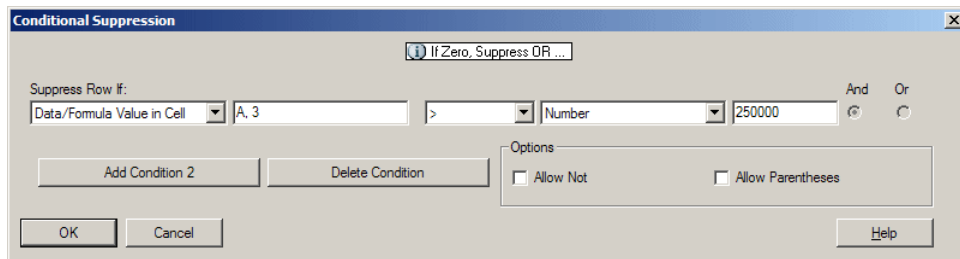 Conditional Suppression
If Zero, Suppress OR ...
Suppress Row If:
And Or
Data/Formula Value in Cell A, 3 > Number 250000
Options
Add Condition 2 Delete Condition Allow Not Allow Parentheses
OK Cancel Help